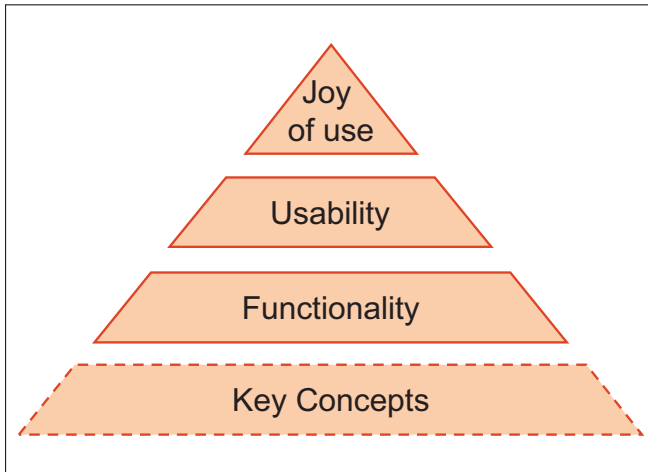 Joy
of use
Usability
Functionality
Key Concepts